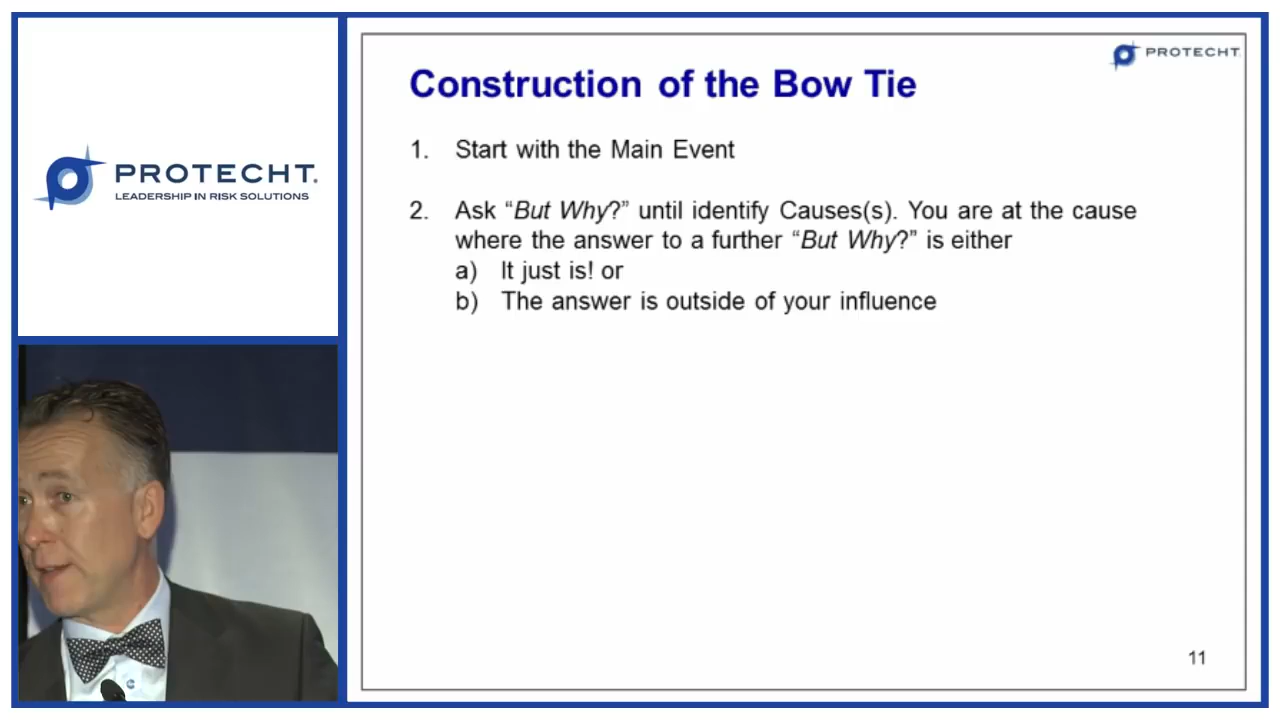 PROTECHT.
LEADERSHIP IN RISK SOLUTIONS
PROTECHT
Construction of the Bow Tie
1. Start with the Main Event
2. Ask “But Why?” until identify Causes(s). You are at the cause
where the answer to a further “But Why?” is either
a) It just is! or
b) The answer is outside of your influence
11